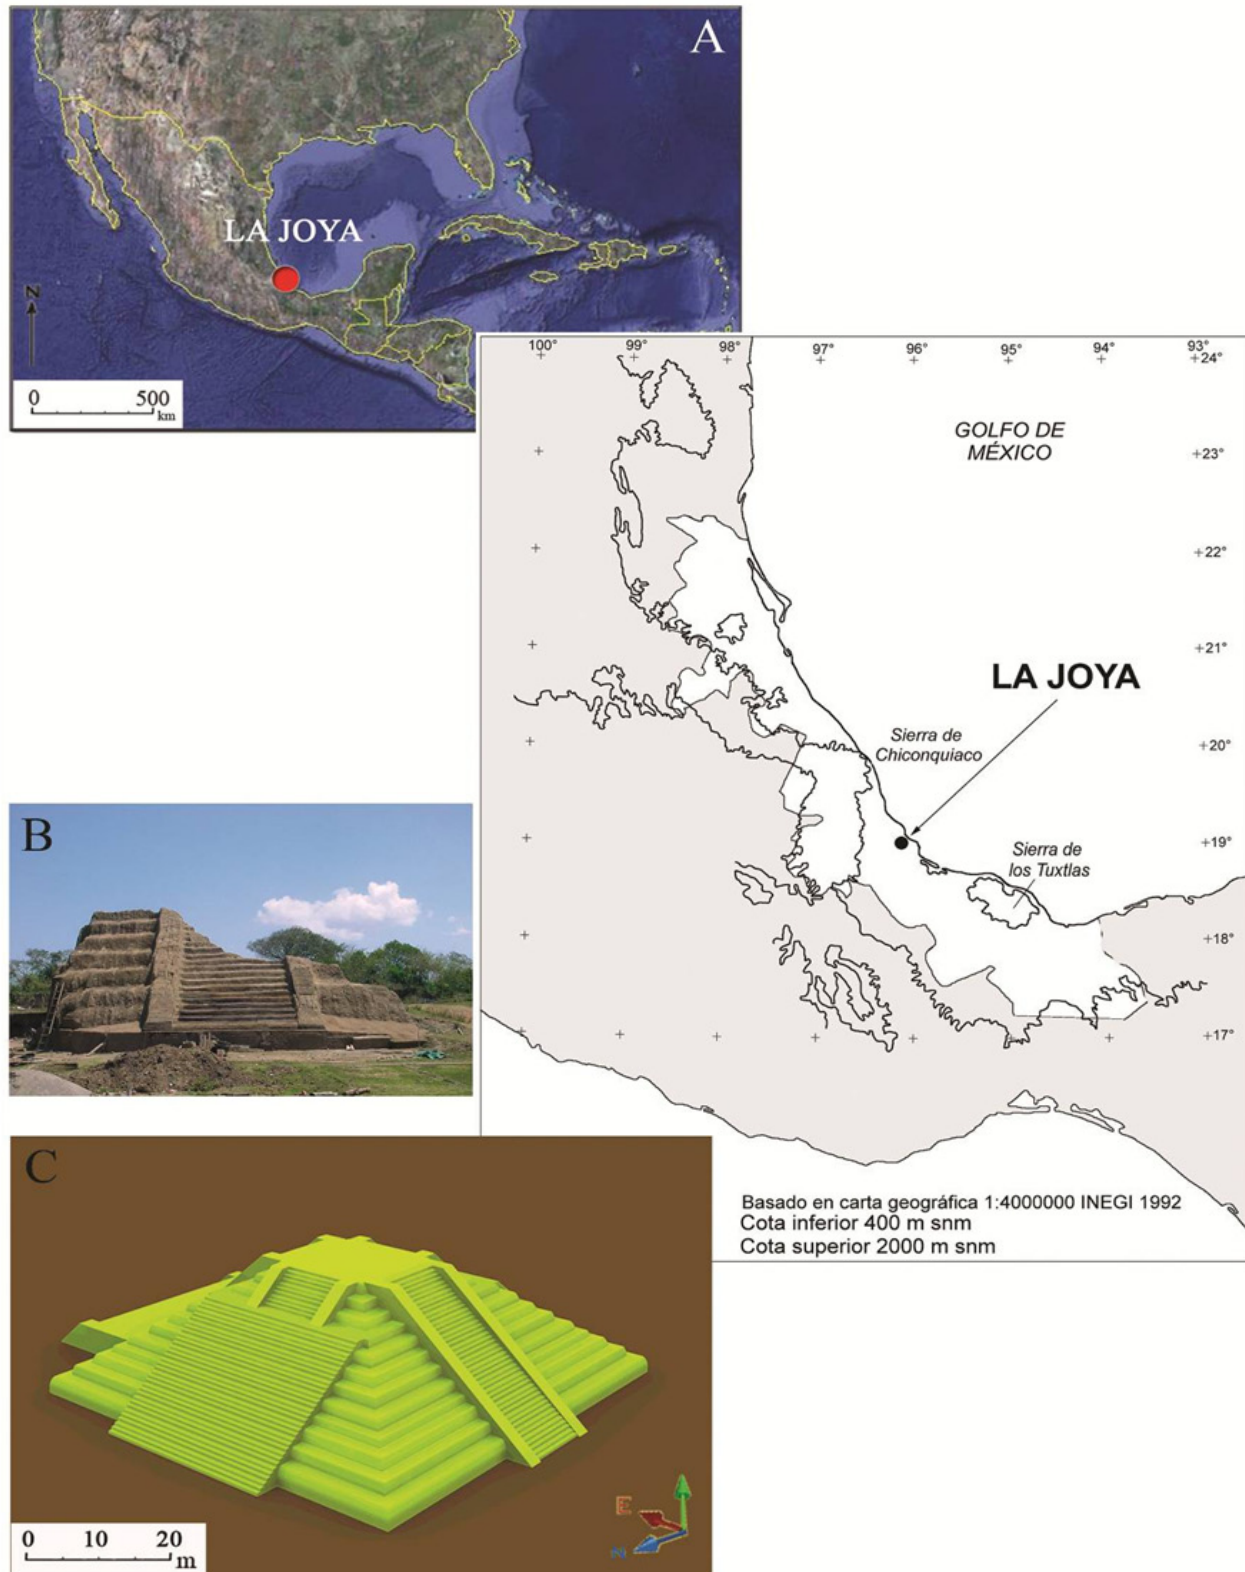 A
LA JOYA
N
0 500
km
100° 99° 98° 97° 96° 95° 94° 93°
+24°
GOLFO DE
MÉXICO
+23°
+22°
+21°
LA JOYA
Sierra de
Chiconquiaco
+20°
+19°
Sierra de
los Tuxtlas
+18°
+17°
Basado en carta geográfica 1:4000000 INEGI 1992
Cota inferior 400 m snm
Cota superior 2000 m snm
B
C
E
N
0 10 20
m